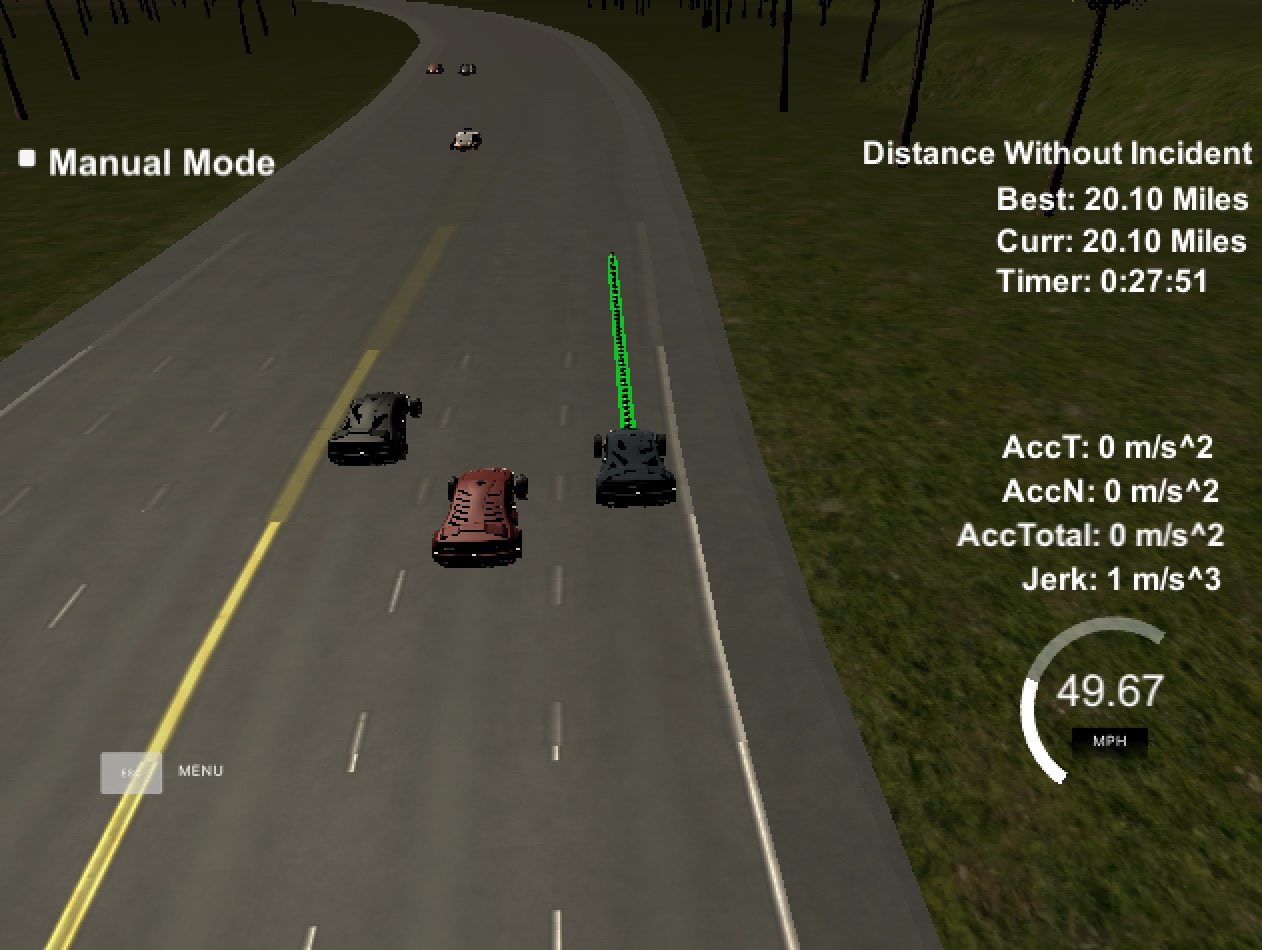 Manual Mode
Distance Without Incident
Best: 20.10 Miles
Curr: 20.10 Miles
Timer: 0:27:51
AccT: 0 m/s^2
AccN: 0 m/s^2
AccTotal: 0 m/s^2
Jerk: 1 m/s^3
49.67
MPH
ESC MENU